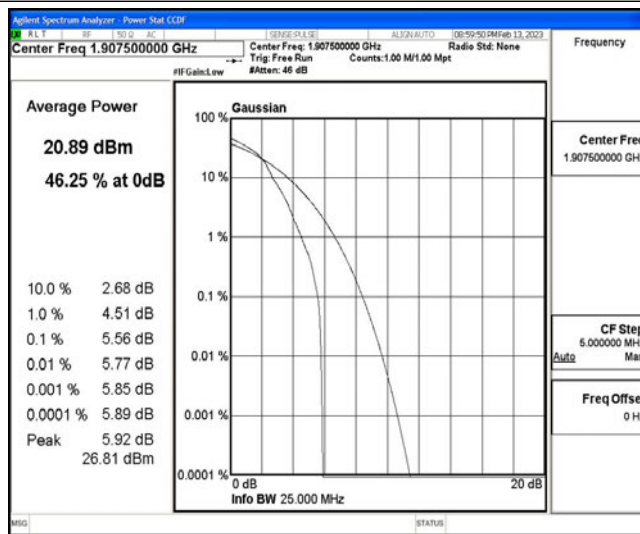 Agilent Spectrum Analyzer - Power Stat CCDF
RLT RF 50 Ω AC SENSE:PULSE ALIGN AUTO 08:59:50 PM Feb 13, 2023
Center Freq 1.907500000 GHz
Center Freq: 1.907500000 GHz Radio Std: None
Trig: Free Run Counts:1.00 M/1.00 Mpt
#IFGain:Low #Atten: 46 dB
Frequency
Average Power
20.89 dBm
46.25 % at 0dB
10.0 % 2.68 dB
1.0 % 4.51 dB
0.1 % 5.56 dB
0.01 % 5.77 dB
0.001 % 5.85 dB
0.0001 % 5.89 dB
Peak 5.92 dB
26.81 dBm
Gaussian
100 %
10 %
1 %
0.1 %
0.01 %
0.001 %
0.0001 %
0 dB 20 dB
Info BW 25.000 MHz
Center Freq
1.907500000 GH
CF Step
5.000000 MH
Auto Ma
Freq Offse
0 H
MSG STATUS